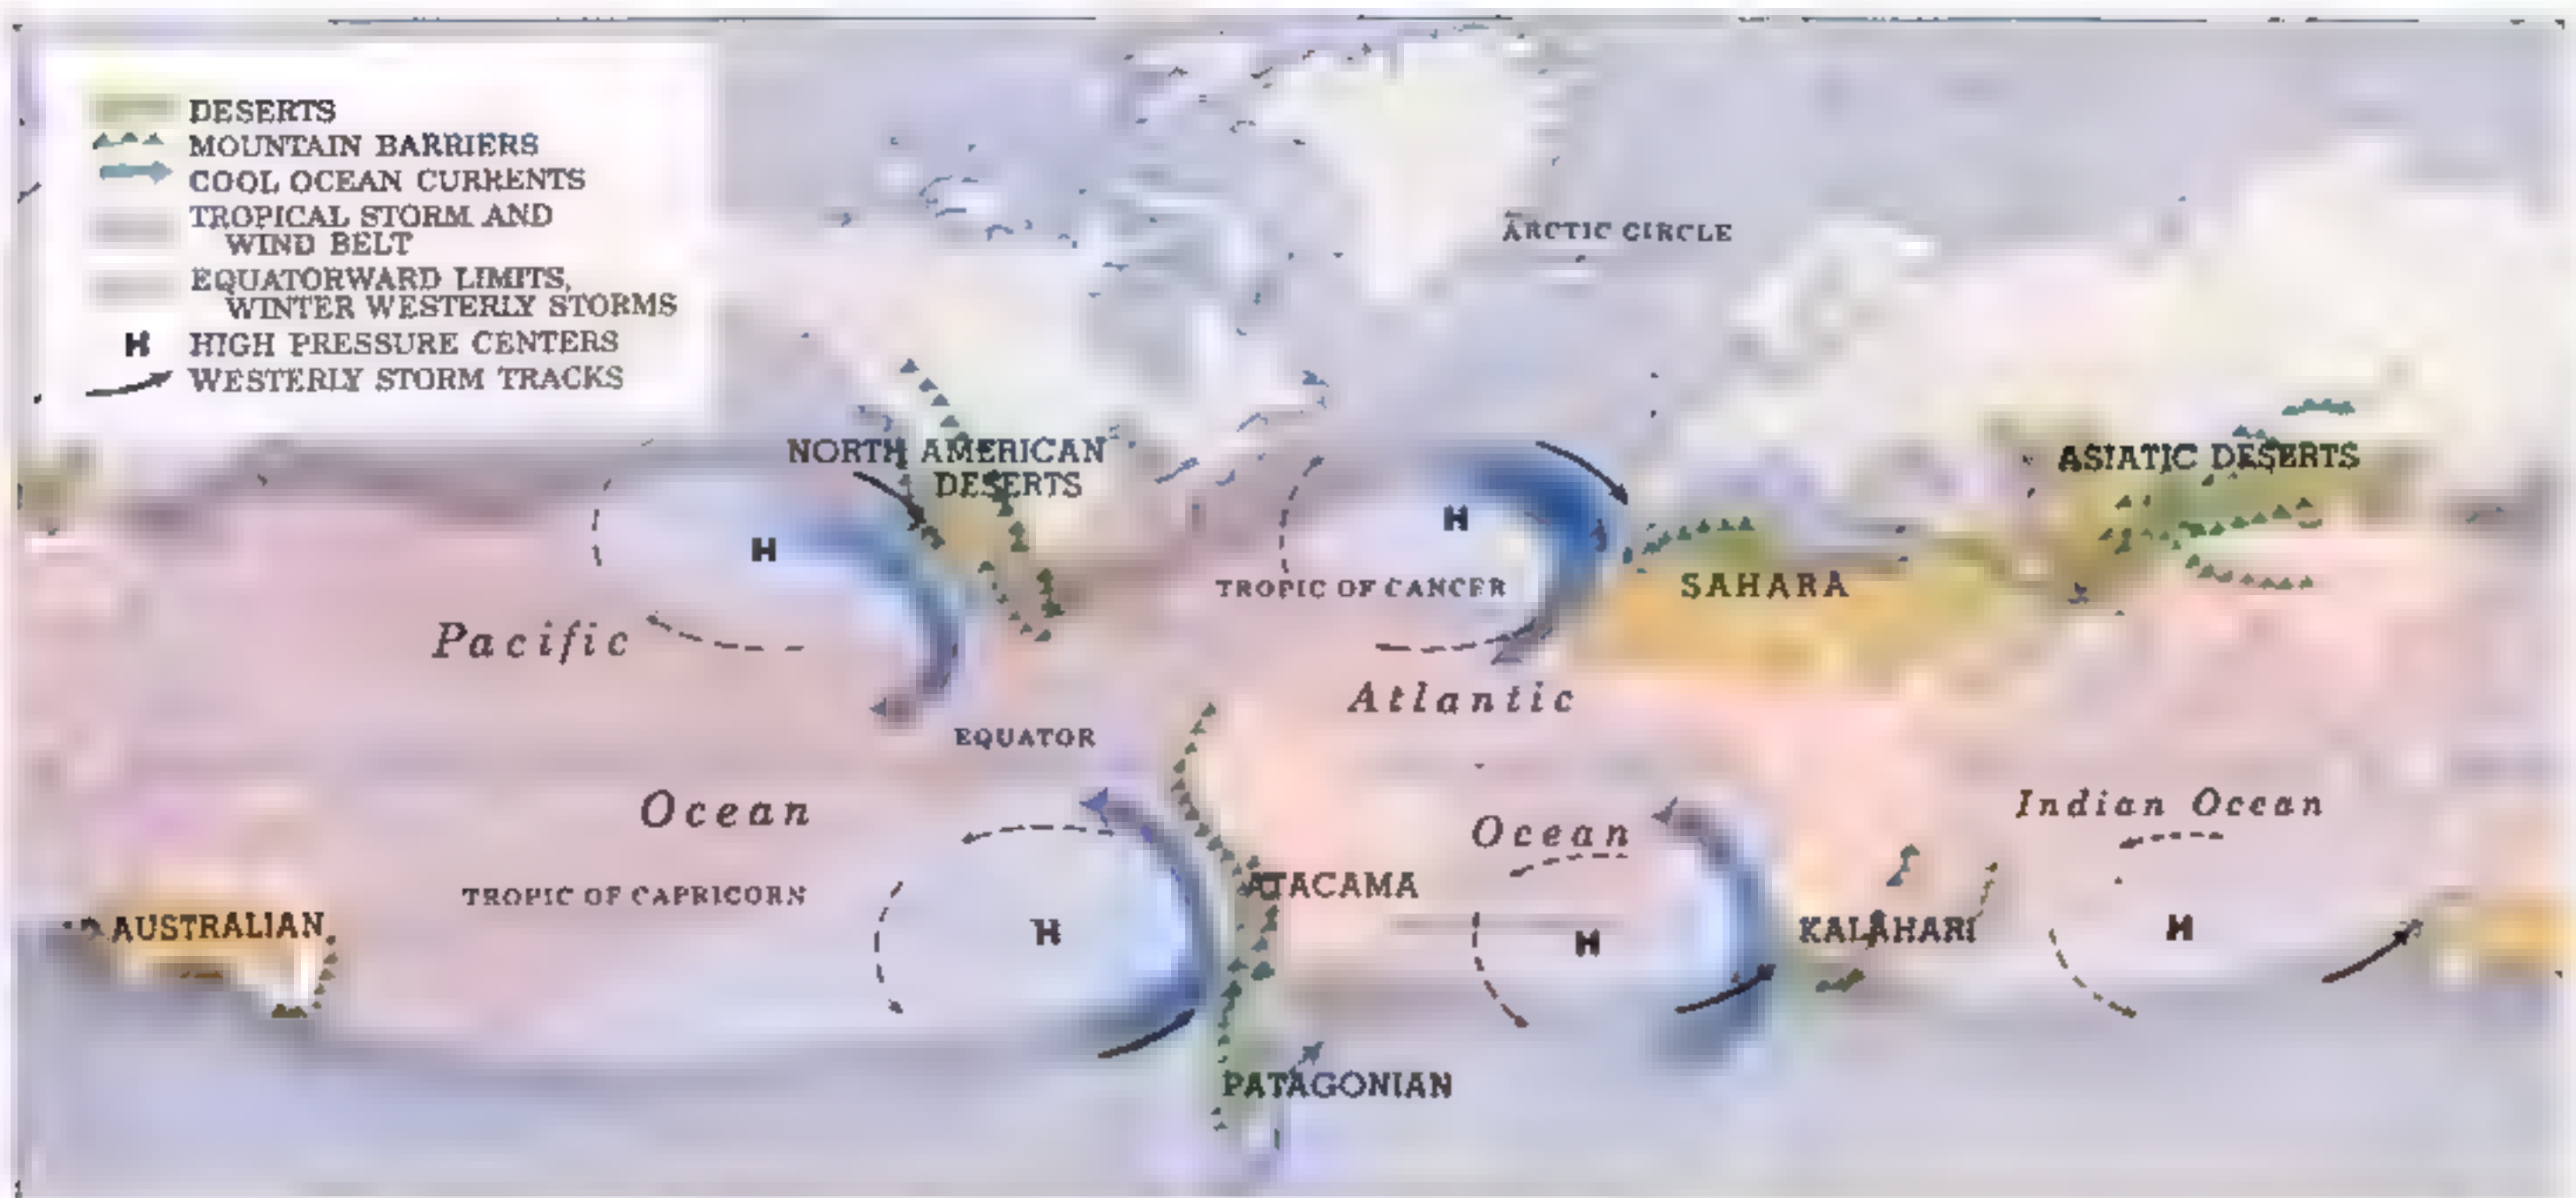 DESERTS
MOUNTAIN BARRIERS
COOL OCEAN CURRENTS
TROPICAL STORM AND
WIND BELT
EQUATORWARD LIMITS,
WINTER WESTERLY STORMS
H HIGH PRESSURE CENTERS
WESTERLY STORM TRACKS
ARCTIC CIRCLE
NORTH AMERICAN
DESERTS
ASIATIC DESERTS
H
H
TROPIC OF CANCER
SAHARA
Pacific
Atlantic
EQUATOR
Ocean
Ocean
Indian Ocean
TROPIC OF CAPRICORN
ATACAMA
AUSTRALIAN
H
H
KALAHARI
H
PATAGONIAN